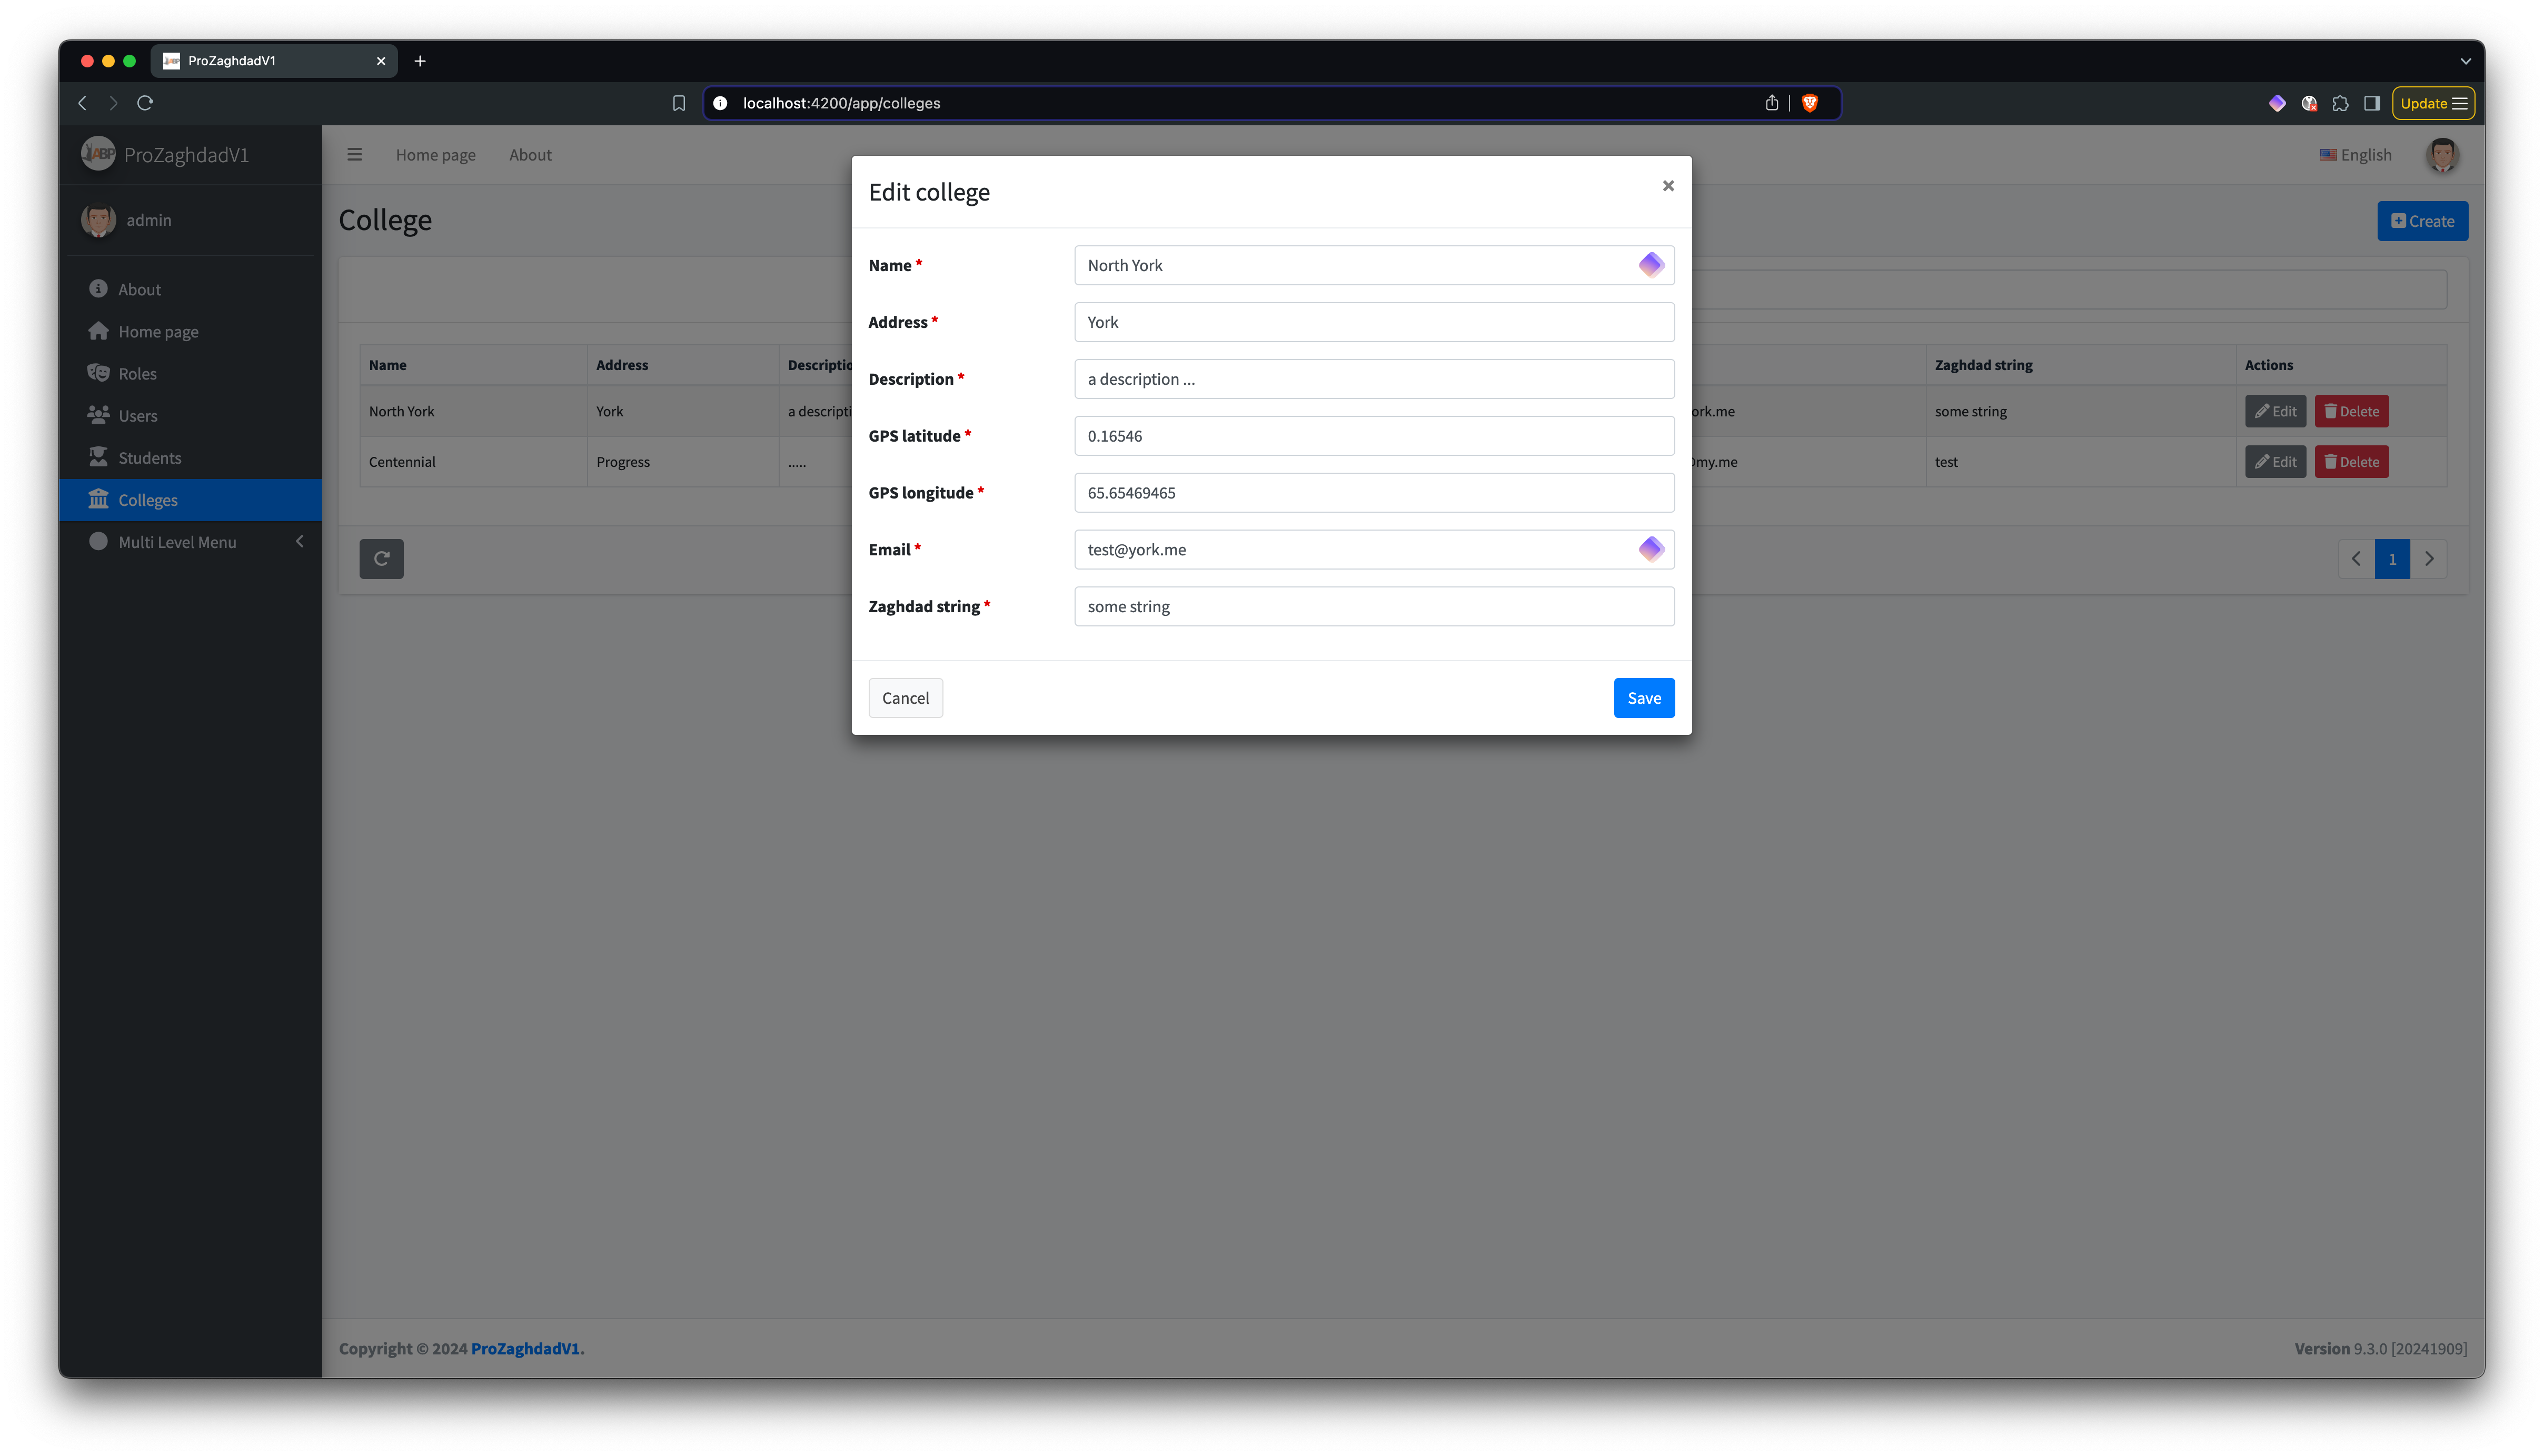 ProZaghdadV1
localhost:4200/app/colleges
Update
ABP ProZaghdadV1
Home page About
English
admin
College
Create
About
Home page
Roles
Users
Students
Colleges
Multi Level Menu
Name Address Descriptio Zaghdad string Actions
North York York a descripti ork.me some string Edit Delete
Centennial Progress ..... my.me test Edit Delete
1
Edit college
×
Name *
North York
Address *
York
Description *
a description ...
GPS latitude *
0.16546
GPS longitude *
65.65469465
Email *
test@york.me
Zaghdad string *
some string
Cancel Save
Copyright © 2024 ProZaghdadV1.
Version 9.3.0 [20241909]